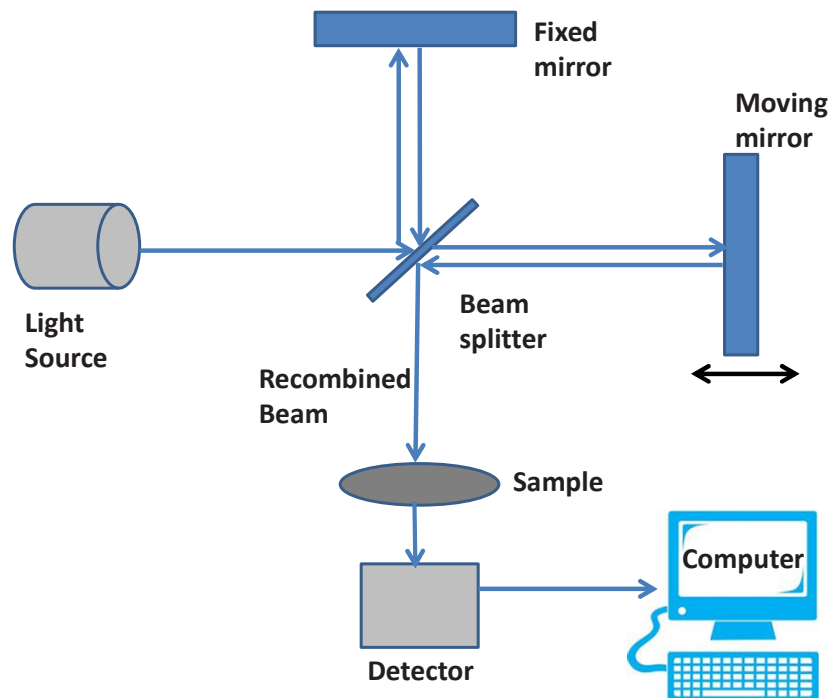 Fixed
mirror
Moving
mirror
Light
Source
Beam
splitter
Recombined
Beam
Sample
Computer
Detector